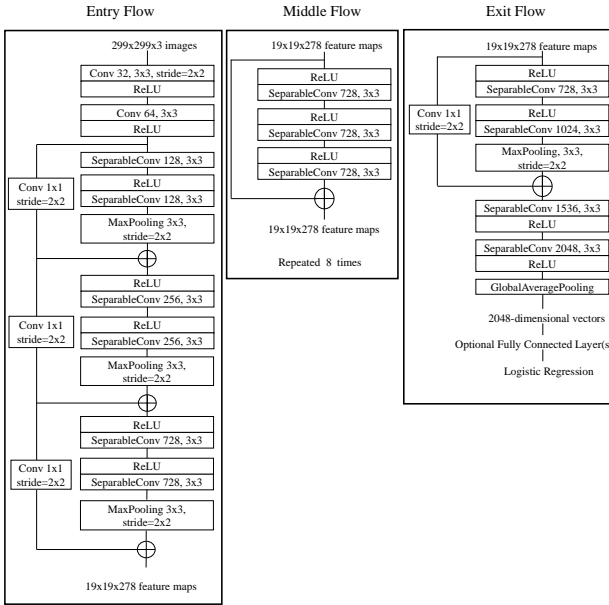 Entry Flow
299x299x3 images
Conv 32, 3x3, stride=2x2
ReLU
Conv 64, 3x3
ReLU
SeparableConv 128, 3x3
ReLU
SeparableConv 128, 3x3
MaxPooling 3x3,
stride=2x2
Conv 1x1
stride=2x2
ReLU
SeparableConv 256, 3x3
ReLU
SeparableConv 256, 3x3
MaxPooling 3x3,
stride=2x2
Conv 1x1
stride=2x2
ReLU
SeparableConv 728, 3x3
ReLU
SeparableConv 728, 3x3
MaxPooling 3x3,
stride=2x2
Conv 1x1
stride=2x2
19x19x278 feature maps
Middle Flow
19x19x278 feature maps
ReLU
SeparableConv 728, 3x3
ReLU
SeparableConv 728, 3x3
ReLU
SeparableConv 728, 3x3
19x19x278 feature maps
Repeated 8 times
Exit Flow
19x19x278 feature maps
ReLU
SeparableConv 728, 3x3
ReLU
SeparableConv 1024, 3x3
MaxPooling, 3x3,
stride=2x2
Conv 1x1
stride=2x2
SeparableConv 1536, 3x3
ReLU
SeparableConv 2048, 3x3
ReLU
GlobalAveragePooling
2048-dimensional vectors
Optional Fully Connected Layer(s
Logistic Regression